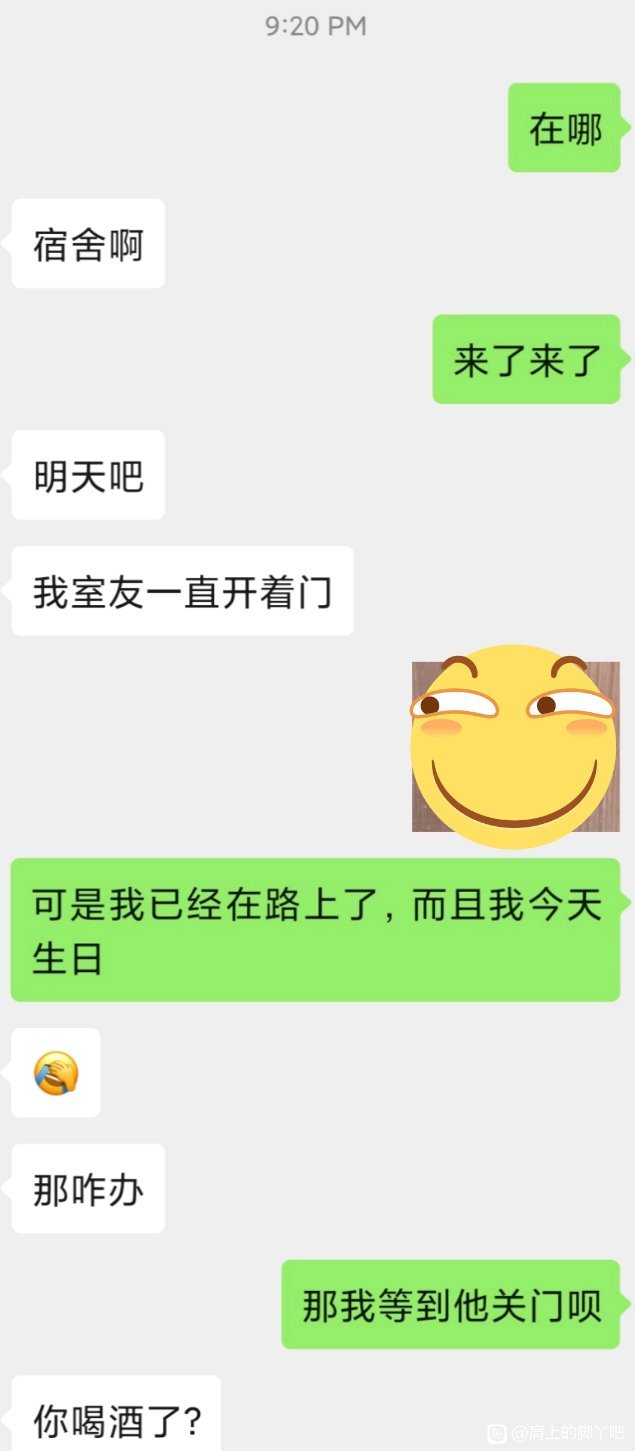 9:20 PM
在哪
宿舍啊
来了来了
明天吧
我室友一直开着门
可是我已经在路上了，而且我今天
生日
那咋办
那我等到他关门呗
你喝酒了?
贴 @肩上的脚丫吧